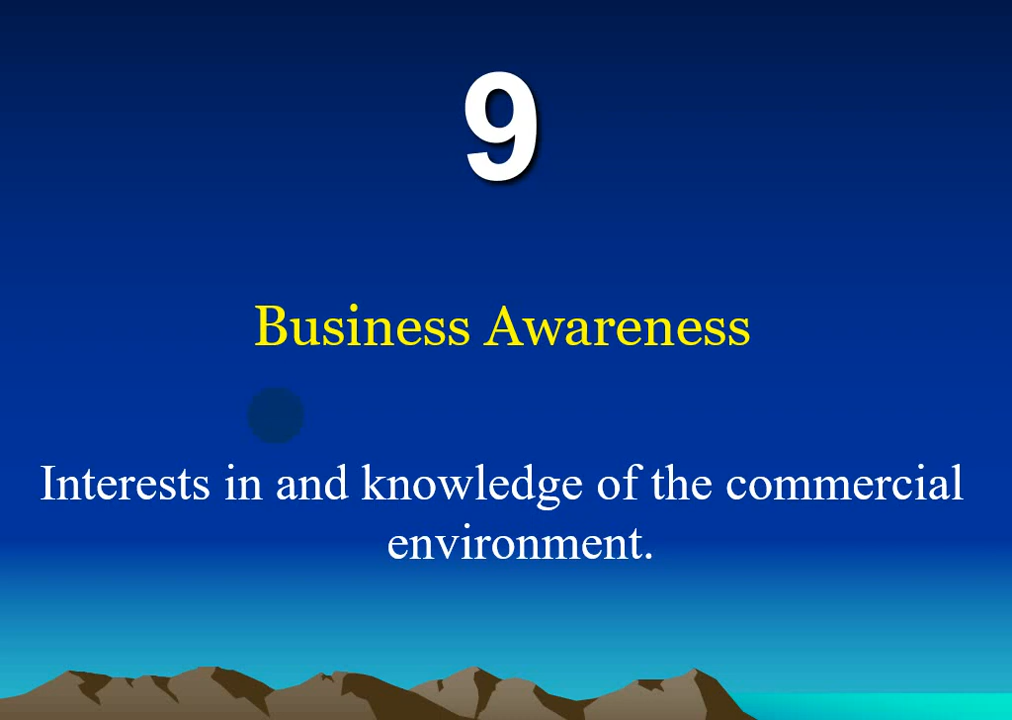 9
Business Awareness
Interests in and knowledge of the commercial
environment.